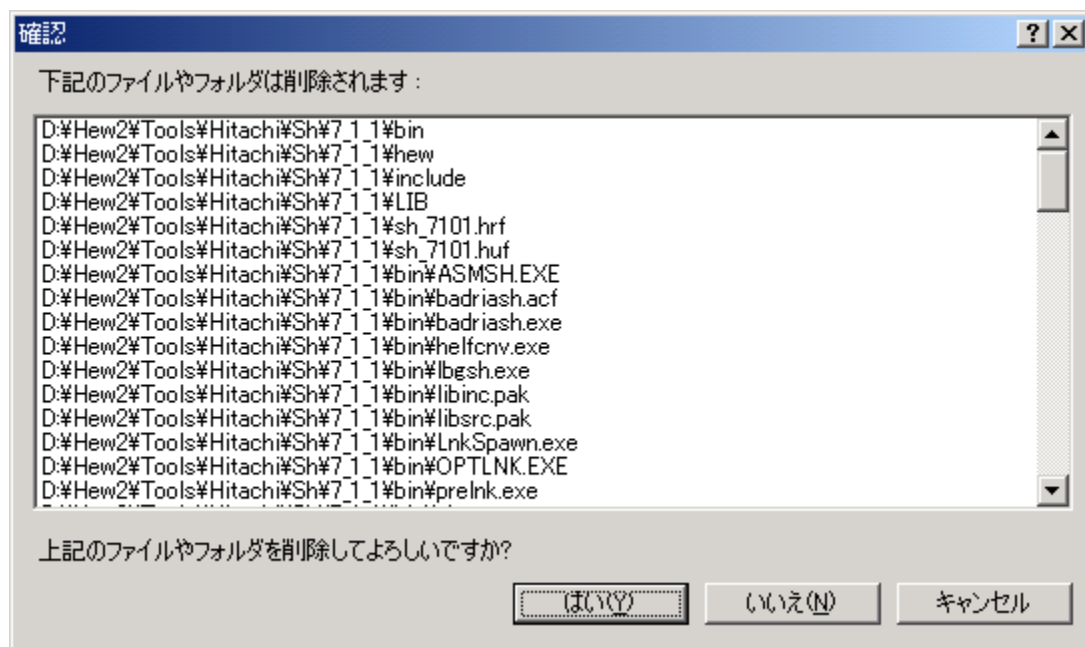 確認
下記のファイルやフォルダは削除されます：
D:¥Hew2¥Tools¥Hitachi¥Sh¥7_1_1¥bin
D:¥Hew2¥Tools¥Hitachi¥Sh¥7_1_1¥hew
D:¥Hew2¥Tools¥Hitachi¥Sh¥7_1_1¥include
D:¥Hew2¥Tools¥Hitachi¥Sh¥7_1_1¥LIB
D:¥Hew2¥Tools¥Hitachi¥Sh¥7_1_1¥sh_7101.hrf
D:¥Hew2¥Tools¥Hitachi¥Sh¥7_1_1¥sh_7101.huf
D:¥Hew2¥Tools¥Hitachi¥Sh¥7_1_1¥bin¥ASMSH.EXE
D:¥Hew2¥Tools¥Hitachi¥Sh¥7_1_1¥bin¥badriash.acf
D:¥Hew2¥Tools¥Hitachi¥Sh¥7_1_1¥bin¥badriash.exe
D:¥Hew2¥Tools¥Hitachi¥Sh¥7_1_1¥bin¥helfcnv.exe
D:¥Hew2¥Tools¥Hitachi¥Sh¥7_1_1¥bin¥lbgsh.exe
D:¥Hew2¥Tools¥Hitachi¥Sh¥7_1_1¥bin¥libinc.pak
D:¥Hew2¥Tools¥Hitachi¥Sh¥7_1_1¥bin¥libsrc.pak
D:¥Hew2¥Tools¥Hitachi¥Sh¥7_1_1¥bin¥LnkSpawn.exe
D:¥Hew2¥Tools¥Hitachi¥Sh¥7_1_1¥bin¥OPTLNK.EXE
D:¥Hew2¥Tools¥Hitachi¥Sh¥7_1_1¥bin¥prelnk.exe
上記のファイルやフォルダを削除してよろしいですか?
はい(Y) いいえ(N) キャンセル